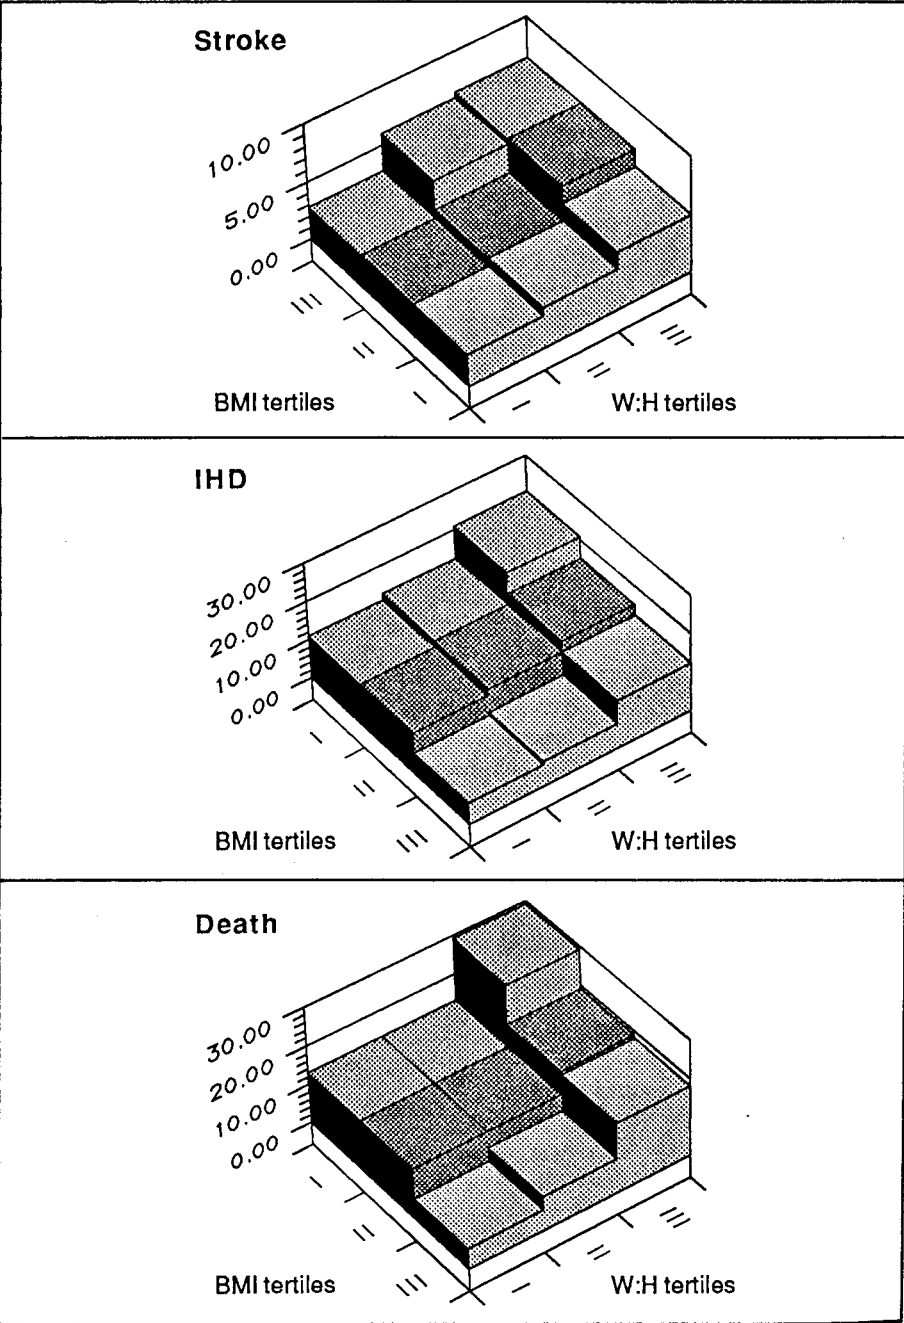 Stroke
10.00
5.00
0.00
III
II
I
I
II
III
BMI tertiles
W:H tertiles
IHD
30.00
20.00
10.00
0.00
I
II
III
I
II
III
BMI tertiles
W:H tertiles
Death
30.00
20.00
10.00
0.00
I
II
III
I
II
III
BMI tertiles
W:H tertiles